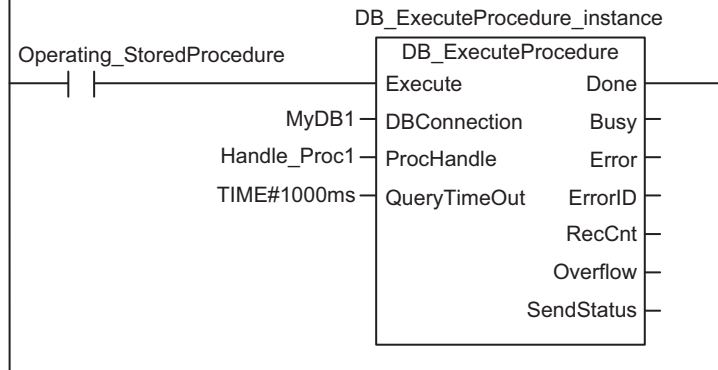 DB_ExecuteProcedure_instance
Operating_StoredProcedure
DB_ExecuteProcedure
Execute Done
MyDB1 DBConnection Busy
Handle_Proc1 ProcHandle Error
TIME#1000ms QueryTimeOut ErrorID
RecCnt
Overflow
SendStatus